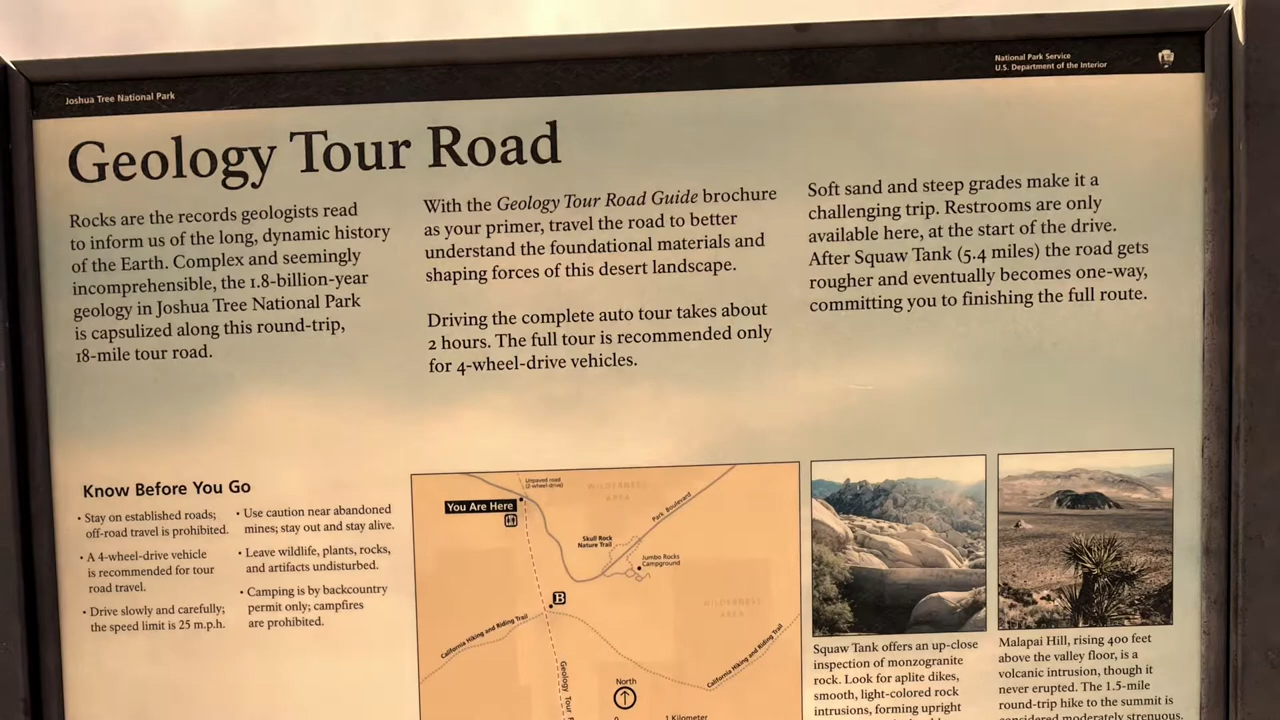 Joshua Tree National Park
National Park Service
U.S. Department of the Interior
Geology Tour Road
Rocks are the records geologists read
to inform us of the long, dynamic history
of the Earth. Complex and seemingly
incomprehensible, the 1.8-billion-year
geology in Joshua Tree National Park
is capsulized along this round-trip,
18-mile tour road.
With the Geology Tour Road Guide brochure
as your primer, travel the road to better
understand the foundational materials and
shaping forces of this desert landscape.
Driving the complete auto tour takes about
2 hours. The full tour is recommended only
for 4-wheel-drive vehicles.
Soft sand and steep grades make it a
challenging trip. Restrooms are only
available here, at the start of the drive.
After Squaw Tank (5.4 miles) the road gets
rougher and eventually becomes one-way,
committing you to finishing the full route.
Know Before You Go
• Stay on established roads;
off-road travel is prohibited.
• A 4-wheel-drive vehicle
is recommended for tour
road travel.
• Drive slowly and carefully;
the speed limit is 25 m.p.h.
• Use caution near abandoned
mines; stay out and stay alive.
• Leave wildlife, plants, rocks,
and artifacts undisturbed.
• Camping is by backcountry
permit only; campfires
are prohibited.
Unpaved road
(2-wheel-drive)
WILDERNESS
AREA
You Are Here
Park Boulevard
Skull Rock
Nature Trail
Jumbo Rocks
Campground
B
WILDERNESS
AREA
California Hiking and Riding Trail
California Hiking and Riding Trail
Geology Tour
North
0
1 Kilometer
Squaw Tank offers an up-close
inspection of monzogranite
rock. Look for aplite dikes,
smooth, light-colored rock
intrusions, forming upright
Malapai Hill, rising 400 feet
above the valley floor, is a
volcanic intrusion, though it
never erupted. The 1.5-mile
round-trip hike to the summit is
considered moderately strenuous.